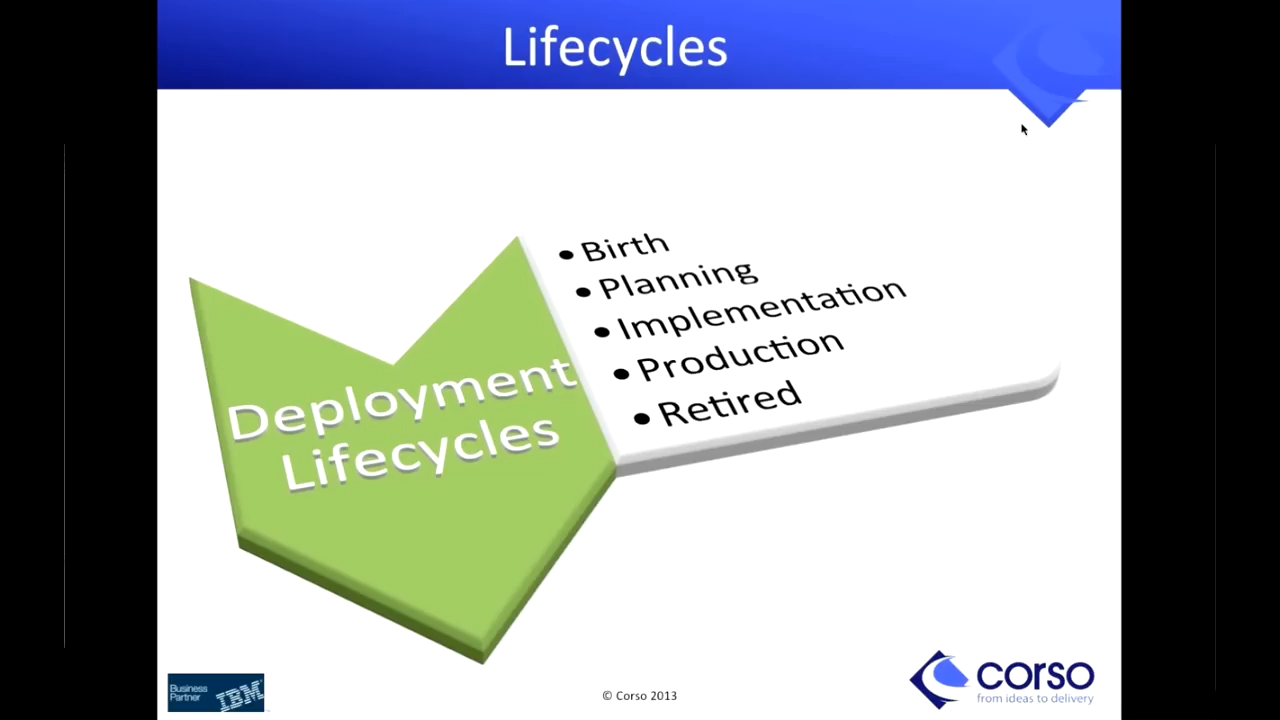 Lifecycles
Deployment
Lifecycles
• Birth
• Planning
• Implementation
• Production
• Retired
Business
Partner
IBM
© Corso 2013
corso
from ideas to delivery